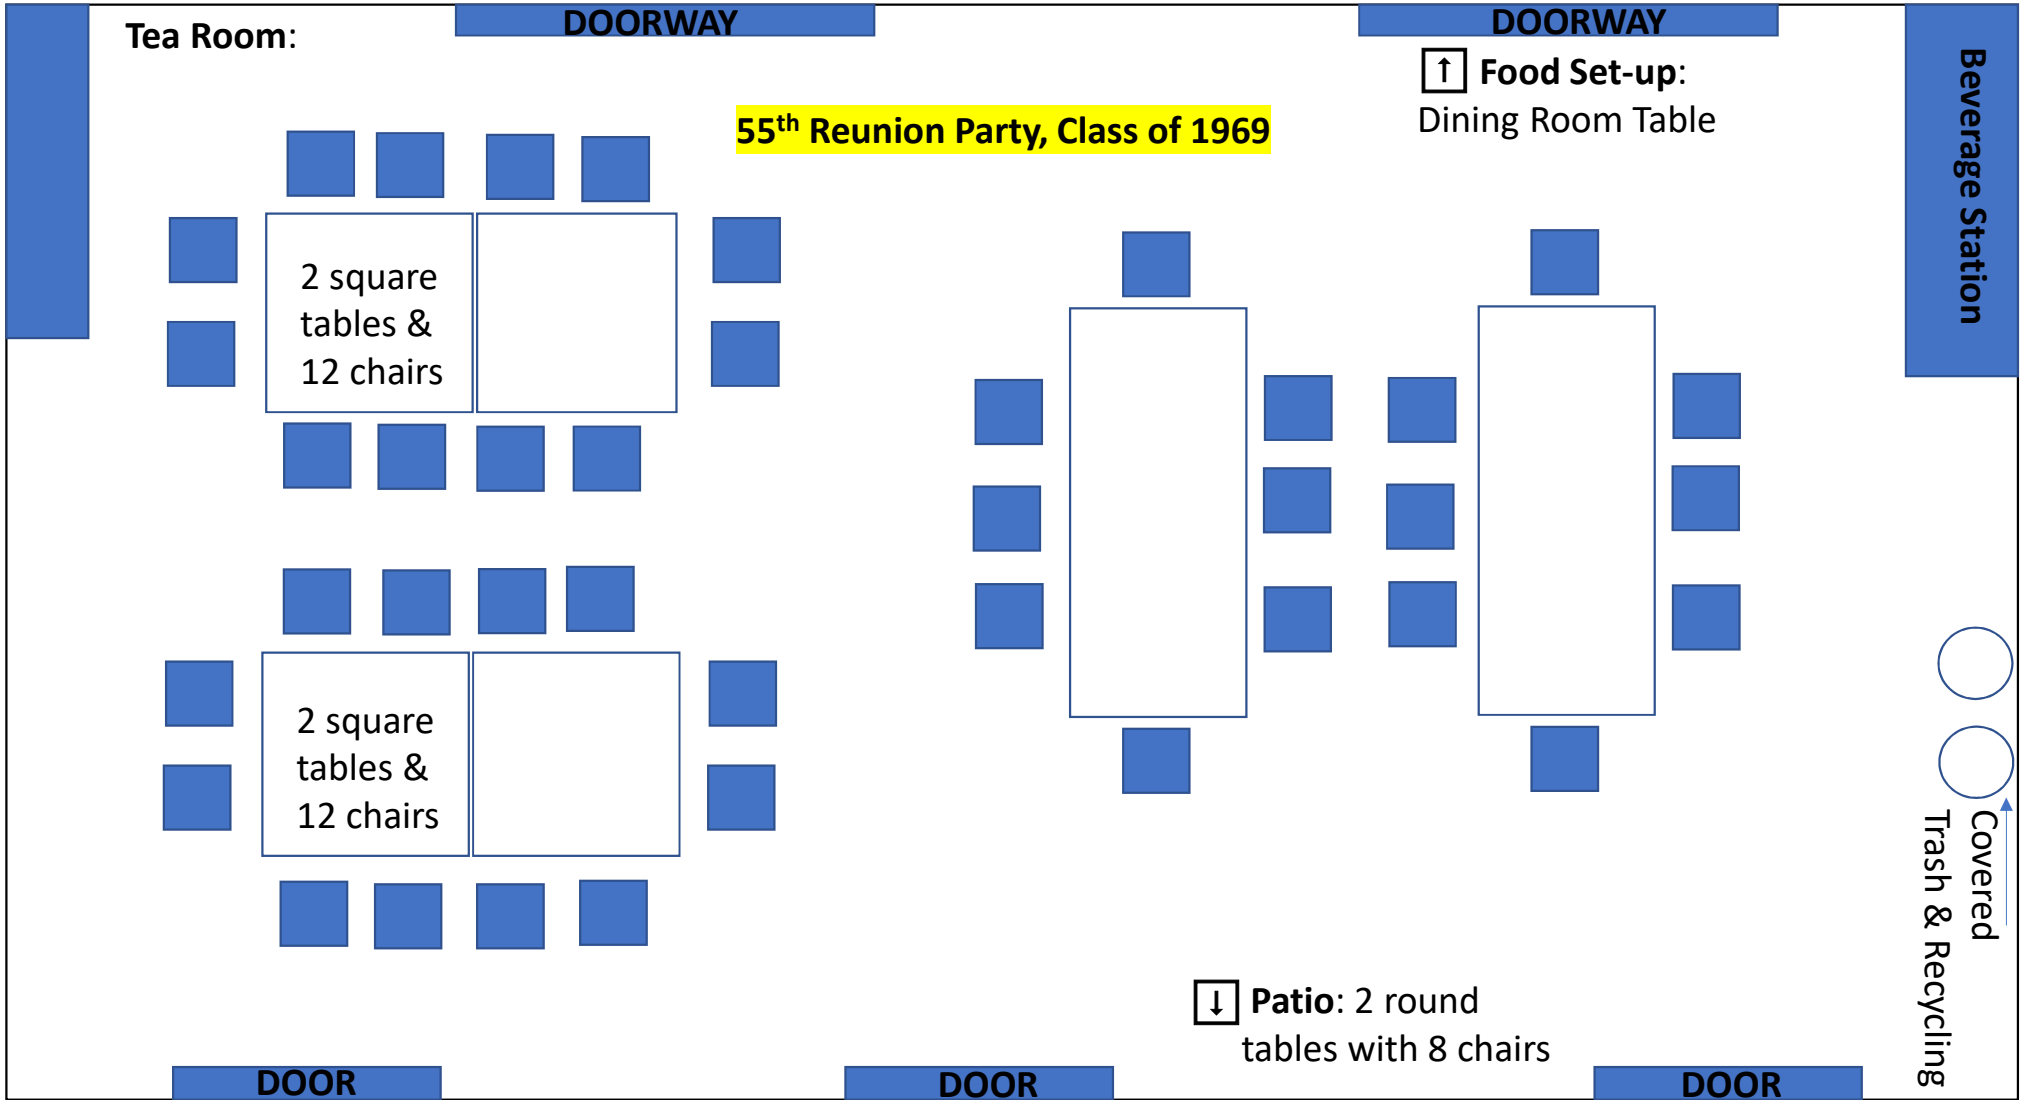 Tea Room:
DOORWAY
DOORWAY
↑ Food Set-up:
Dining Room Table
55th Reunion Party, Class of 1969
Beverage Station
2 square
tables &
12 chairs
2 square
tables &
12 chairs
Covered
Trash & Recycling
↓ Patio: 2 round
tables with 8 chairs
DOOR
DOOR
DOOR